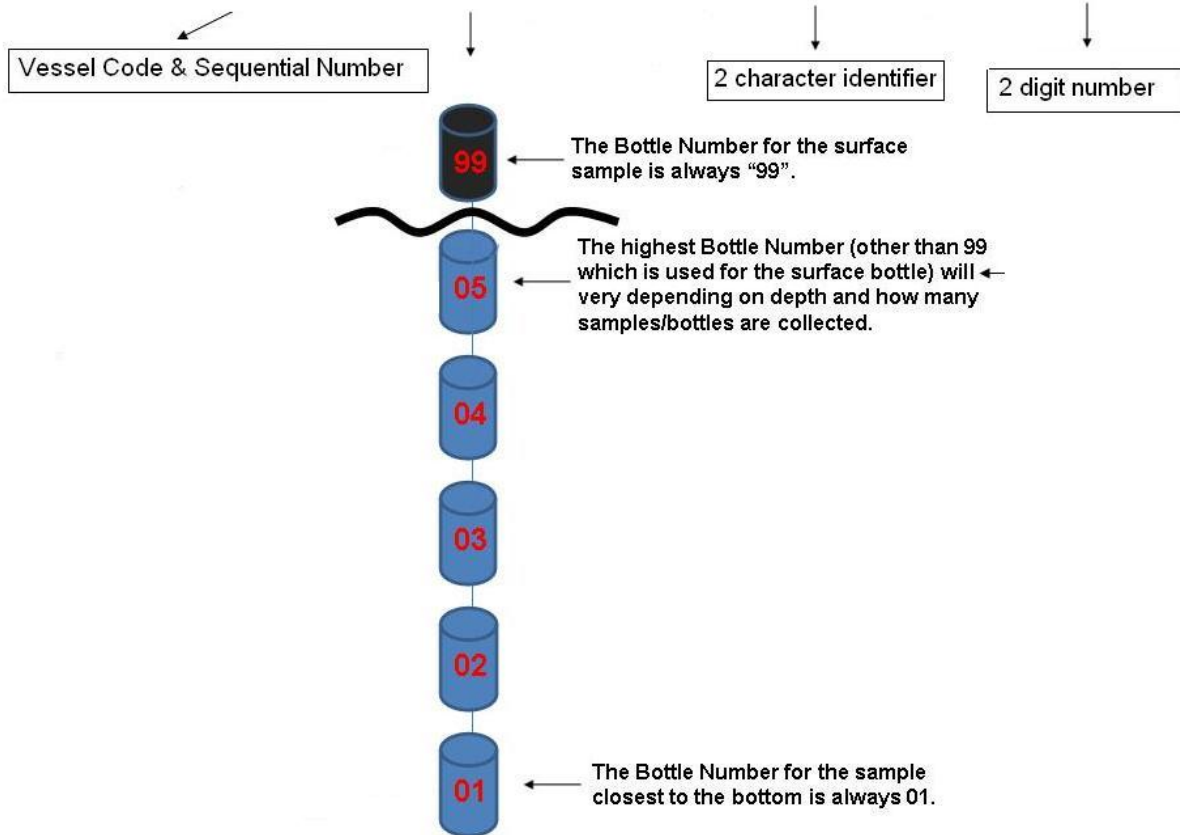 Vessel Code & Sequential Number
2 character identifier
2 digit number
99
The Bottle Number for the surface
sample is always “99”.
05
The highest Bottle Number (other than 99
which is used for the surface bottle) will
very depending on depth and how many
samples/bottles are collected.
04
03
02
01
The Bottle Number for the sample
closest to the bottom is always 01.